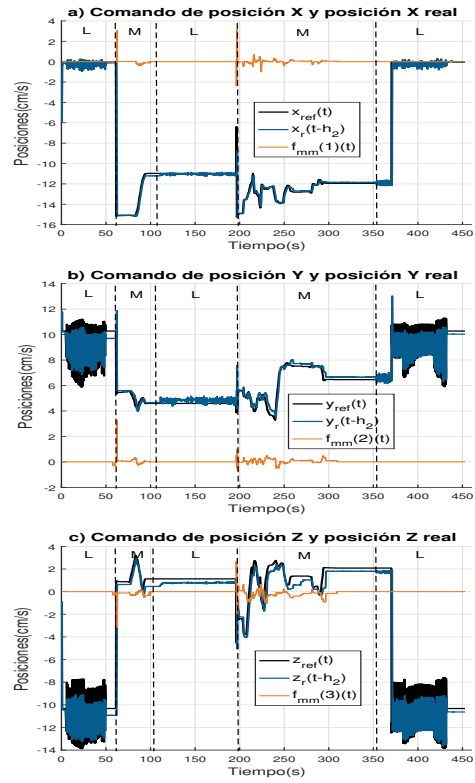 a) Comando de posición X y posición X real
L M L M L
4
2
0
-2
-4
-6
-8
-10
-12
-14
-16
Posiciones(cm/s)
x_ref(t)
x_r(t-h_2)
f_mm(1)(t)
0 50 100 150 200 250 300 350 400 450
Tiempo(s)
b) Comando de posición Y y posición Y real
L M L M L
14
12
10
8
6
4
2
0
-2
Posiciones(cm/s)
y_ref(t)
y_r(t-h_2)
f_mm(2)(t)
0 50 100 150 200 250 300 350 400 450
Tiempo(s)
c) Comando de posición Z y posición Z real
L M L M L
4
2
0
-2
-4
-6
-8
-10
-12
-14
Posiciones(cm/s)
z_ref(t)
z_r(t-h_2)
f_mm(3)(t)
0 50 100 150 200 250 300 350 400 450
Tiempo(s)